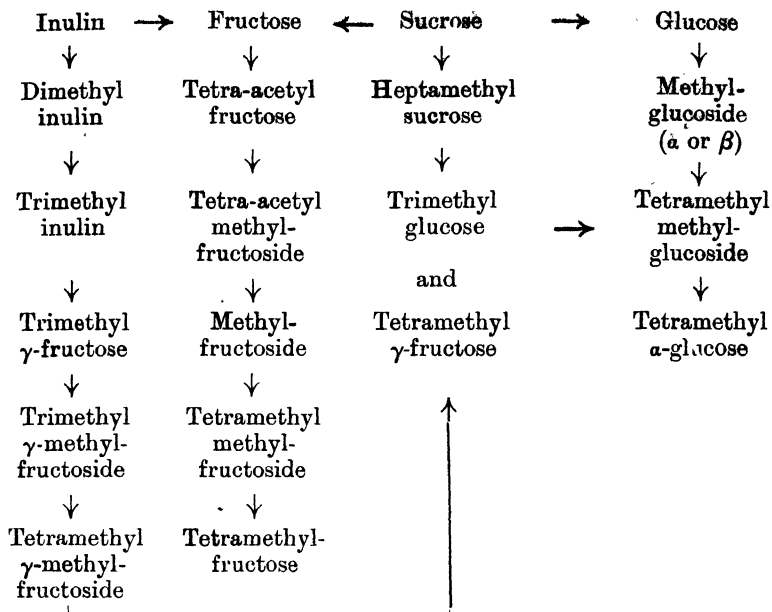 Inulin → Fructose ← Sucrose → Glucose
↓ ↓ ↓ ↓
Dimethyl Tetra-acetyl Heptamethyl Methyl-
inulin fructose sucrose glucoside
(α or β)
↓ ↓ ↓ ↓
Trimethyl Tetra-acetyl Trimethyl Tetramethyl
inulin methyl- glucose → methyl-
fructoside glucoside
↓ ↓ and ↓
Trimethyl Methyl- Tetramethyl Tetramethyl
γ-fructose fructoside γ-fructose α-glucose
↓ ↓ ↑
Trimethyl Tetramethyl
γ-methyl- methyl-
fructoside fructoside
↓ ↓
Tetramethyl Tetramethyl-
γ-methyl- fructose
fructoside